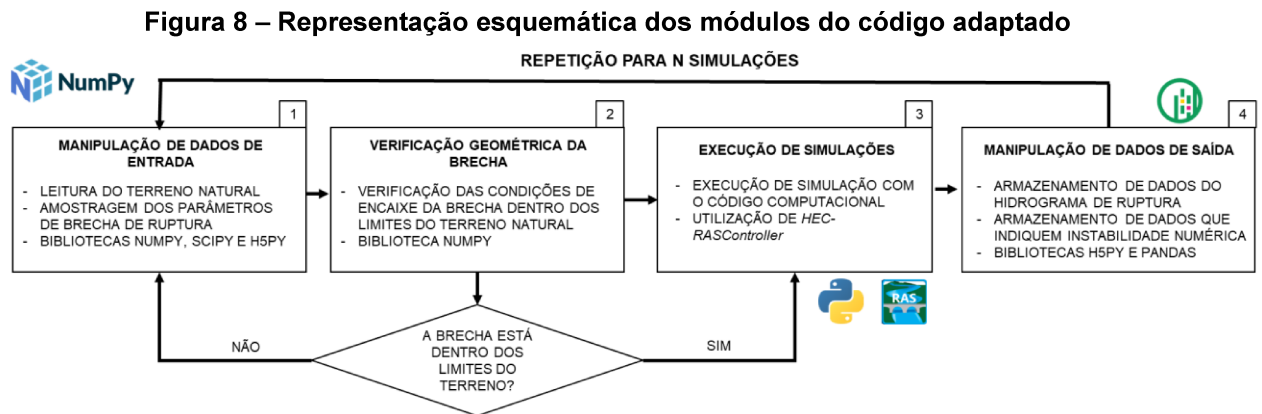 Figura 8 – Representação esquemática dos módulos do código adaptado
REPETIÇÃO PARA N SIMULAÇÕES
NumPy
1
MANIPULAÇÃO DE DADOS DE
ENTRADA
- LEITURA DO TERRENO NATURAL
- AMOSTRAGEM DOS PARÂMETROS
DE BRECHA DE RUPTURA
- BIBLIOTECAS NUMPY, SCIPY E H5PY
2
VERIFICAÇÃO GEOMÉTRICA DA
BRECHA
- VERIFICAÇÃO DAS CONDIÇÕES DE
ENCAIXE DA BRECHA DENTRO DOS
LIMITES DO TERRENO NATURAL
- BIBLIOTECA NUMPY
3
EXECUÇÃO DE SIMULAÇÕES
- EXECUÇÃO DE SIMULAÇÃO COM
O CÓDIGO COMPUTACIONAL
- UTILIZAÇÃO DE HEC-
RASController
4
MANIPULAÇÃO DE DADOS DE SAÍDA
- ARMAZENAMENTO DE DADOS DO
HIDROGRAMA DE RUPTURA
- ARMAZENAMENTO DE DADOS QUE
INDIQUEM INSTABILIDADE NUMÉRICA
- BIBLIOTECAS H5PY E PANDAS
RAS
A BRECHA ESTÁ
DENTRO DOS
LIMITES DO
TERRENO?
NÃO
SIM